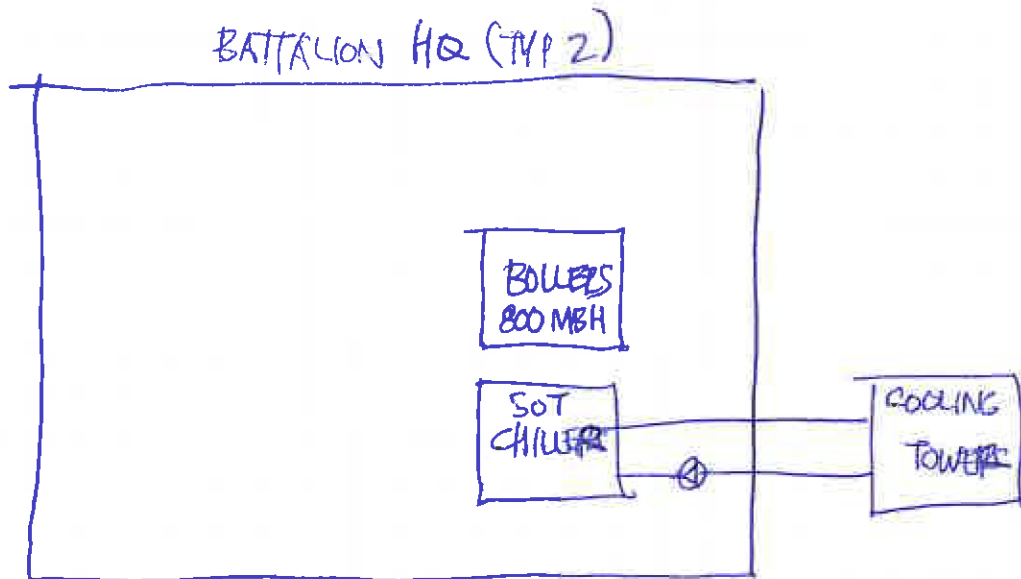 BATTALION HQ (TYP 2)
BOILERS
800 MBH
50T
CHILLER
COOLING
TOWER